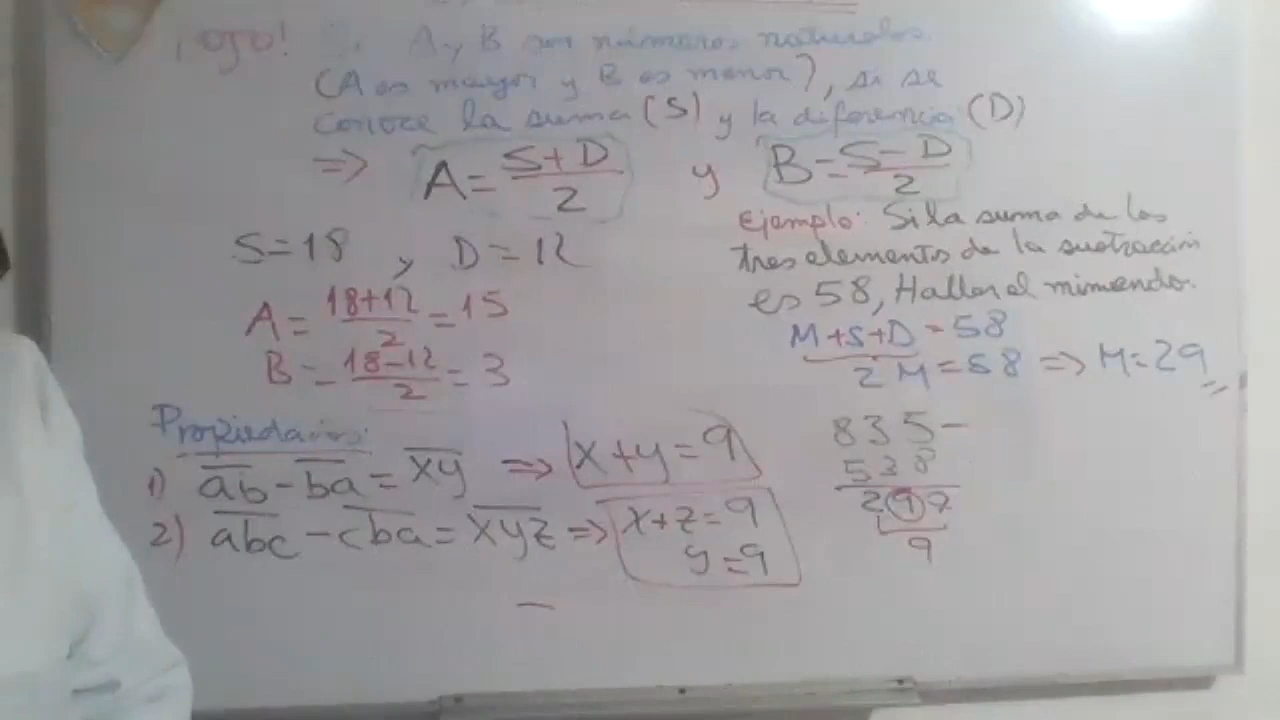 ¡OJO! Si A y B son números naturales
(A es mayor y B es menor), si se
conoce la suma (S) y la diferencia (D)
=> A = S+D/2 y B = S-D/2
S=18 , D=12
A = 18+12/2 = 15
B = 18-12/2 = 3
Ejemplo: Si la suma de los
tres elementos de la sustracción
es 58, Hallar el minuendo.
M+S+D = 58
2M = 58 => M = 29
Propiedades:
1) ab - ba = xy => x+y=9
2) abc - cba = xyz => x+z=9
y=9
835-
538
297
9